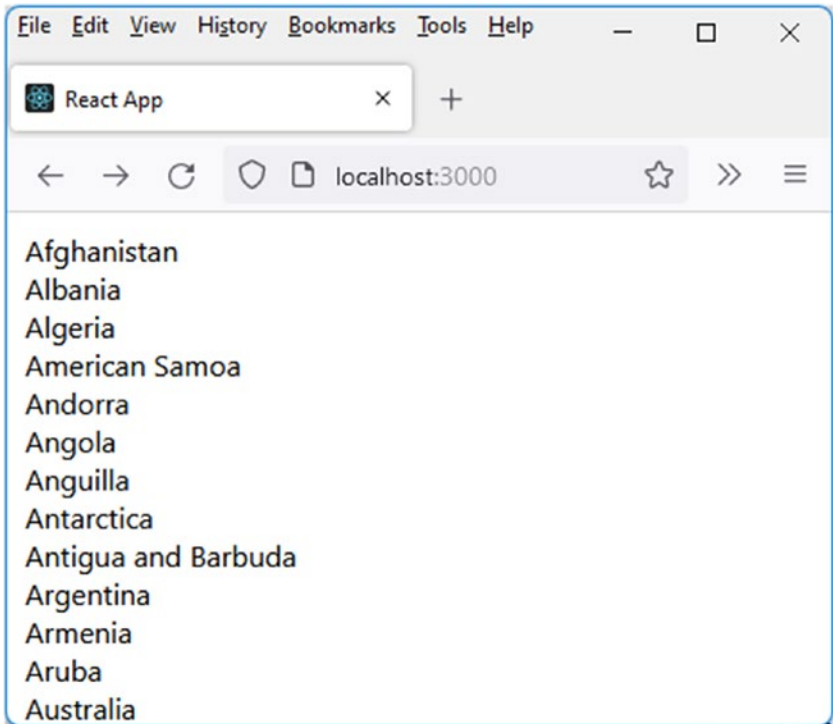 File Edit View History Bookmarks Tools Help
React App
localhost:3000
Afghanistan
Albania
Algeria
American Samoa
Andorra
Angola
Anguilla
Antarctica
Antigua and Barbuda
Argentina
Armenia
Aruba
Australia